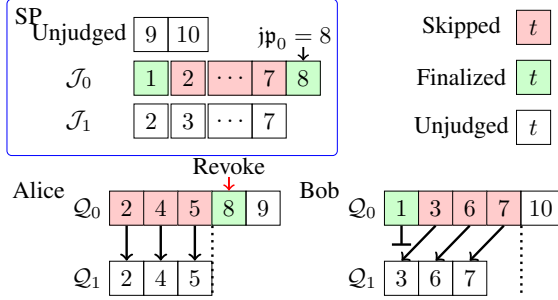 SP
Unjudged 9 10
𝔧𝔭₀ = 8
𝒥₀ 1 2 ⋯ 7 8
𝒥₁ 2 3 ⋯ 7
Skipped t
Finalized t
Unjudged t
Revoke
Alice
𝒬₀ 2 4 5 8 9
𝒬₁ 2 4 5
Bob
𝒬₀ 1 3 6 7 10
𝒬₁ 3 6 7